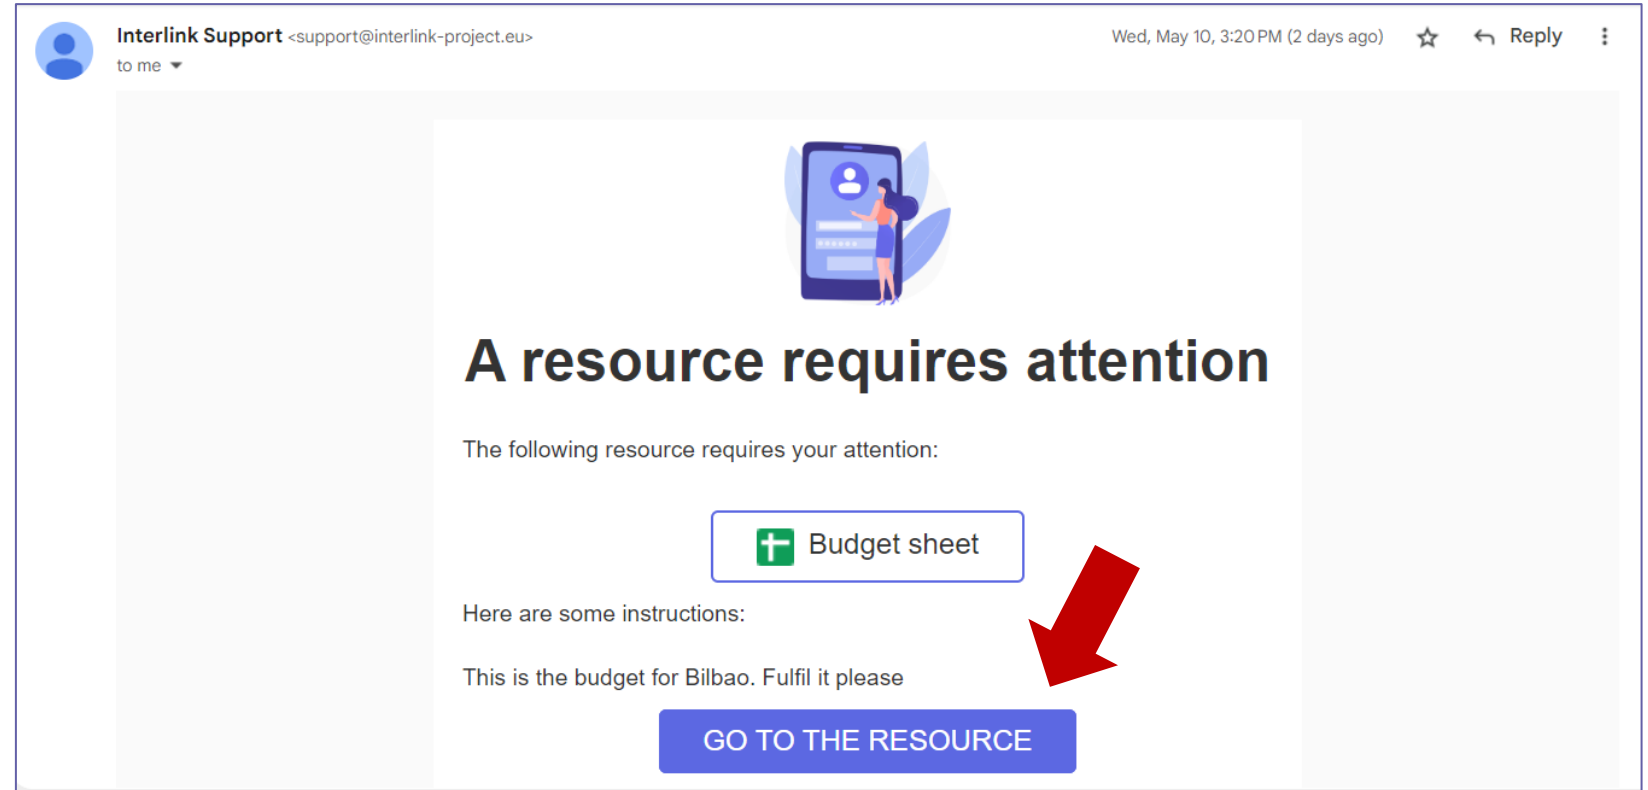 Interlink Support <support@interlink-project.eu> Wed, May 10, 3:20 PM (2 days ago) Reply
to me
A resource requires attention
The following resource requires your attention:
Budget sheet
Here are some instructions:
This is the budget for Bilbao. Fulfil it please
GO TO THE RESOURCE